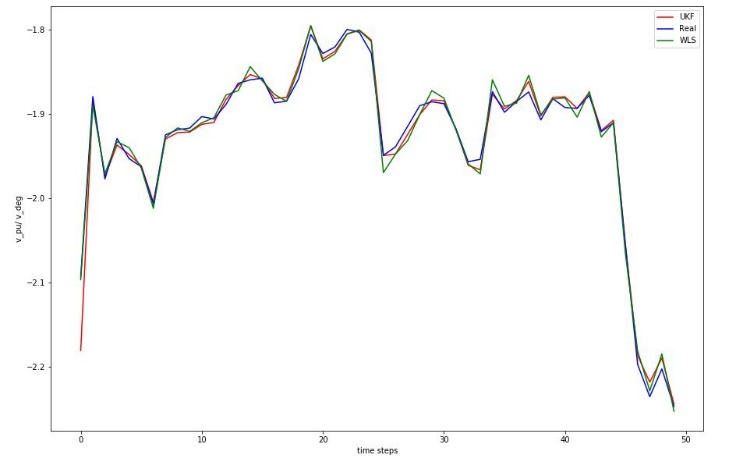 UKF
Real
WLS
−1.8
−1.9
−2.0
−2.1
−2.2
v_pu/ v_deg
0 10 20 30 40 50
time steps